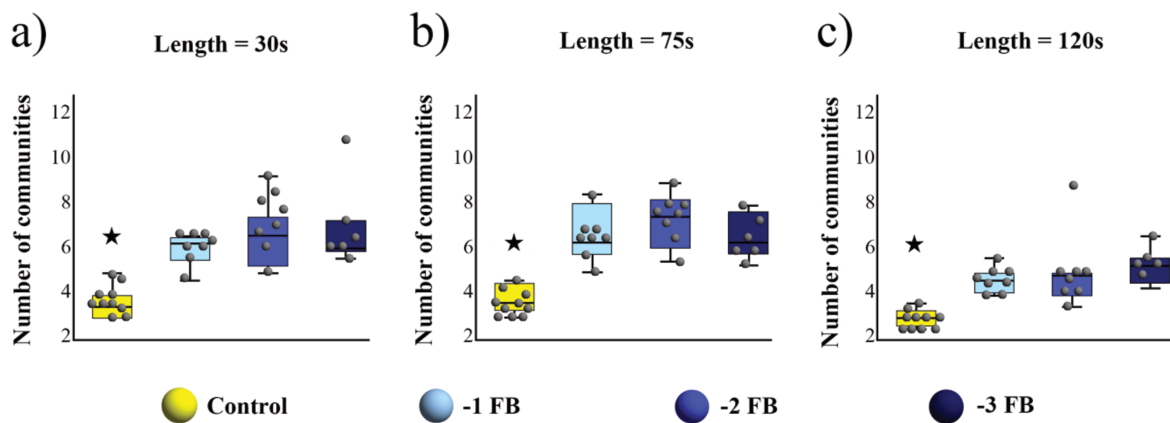 a)
Length = 30s
Number of communities
12
10
8
6
4
2
b)
Length = 75s
Number of communities
12
10
8
6
4
2
c)
Length = 120s
Number of communities
12
10
8
6
4
2
Control
-1 FB
-2 FB
-3 FB